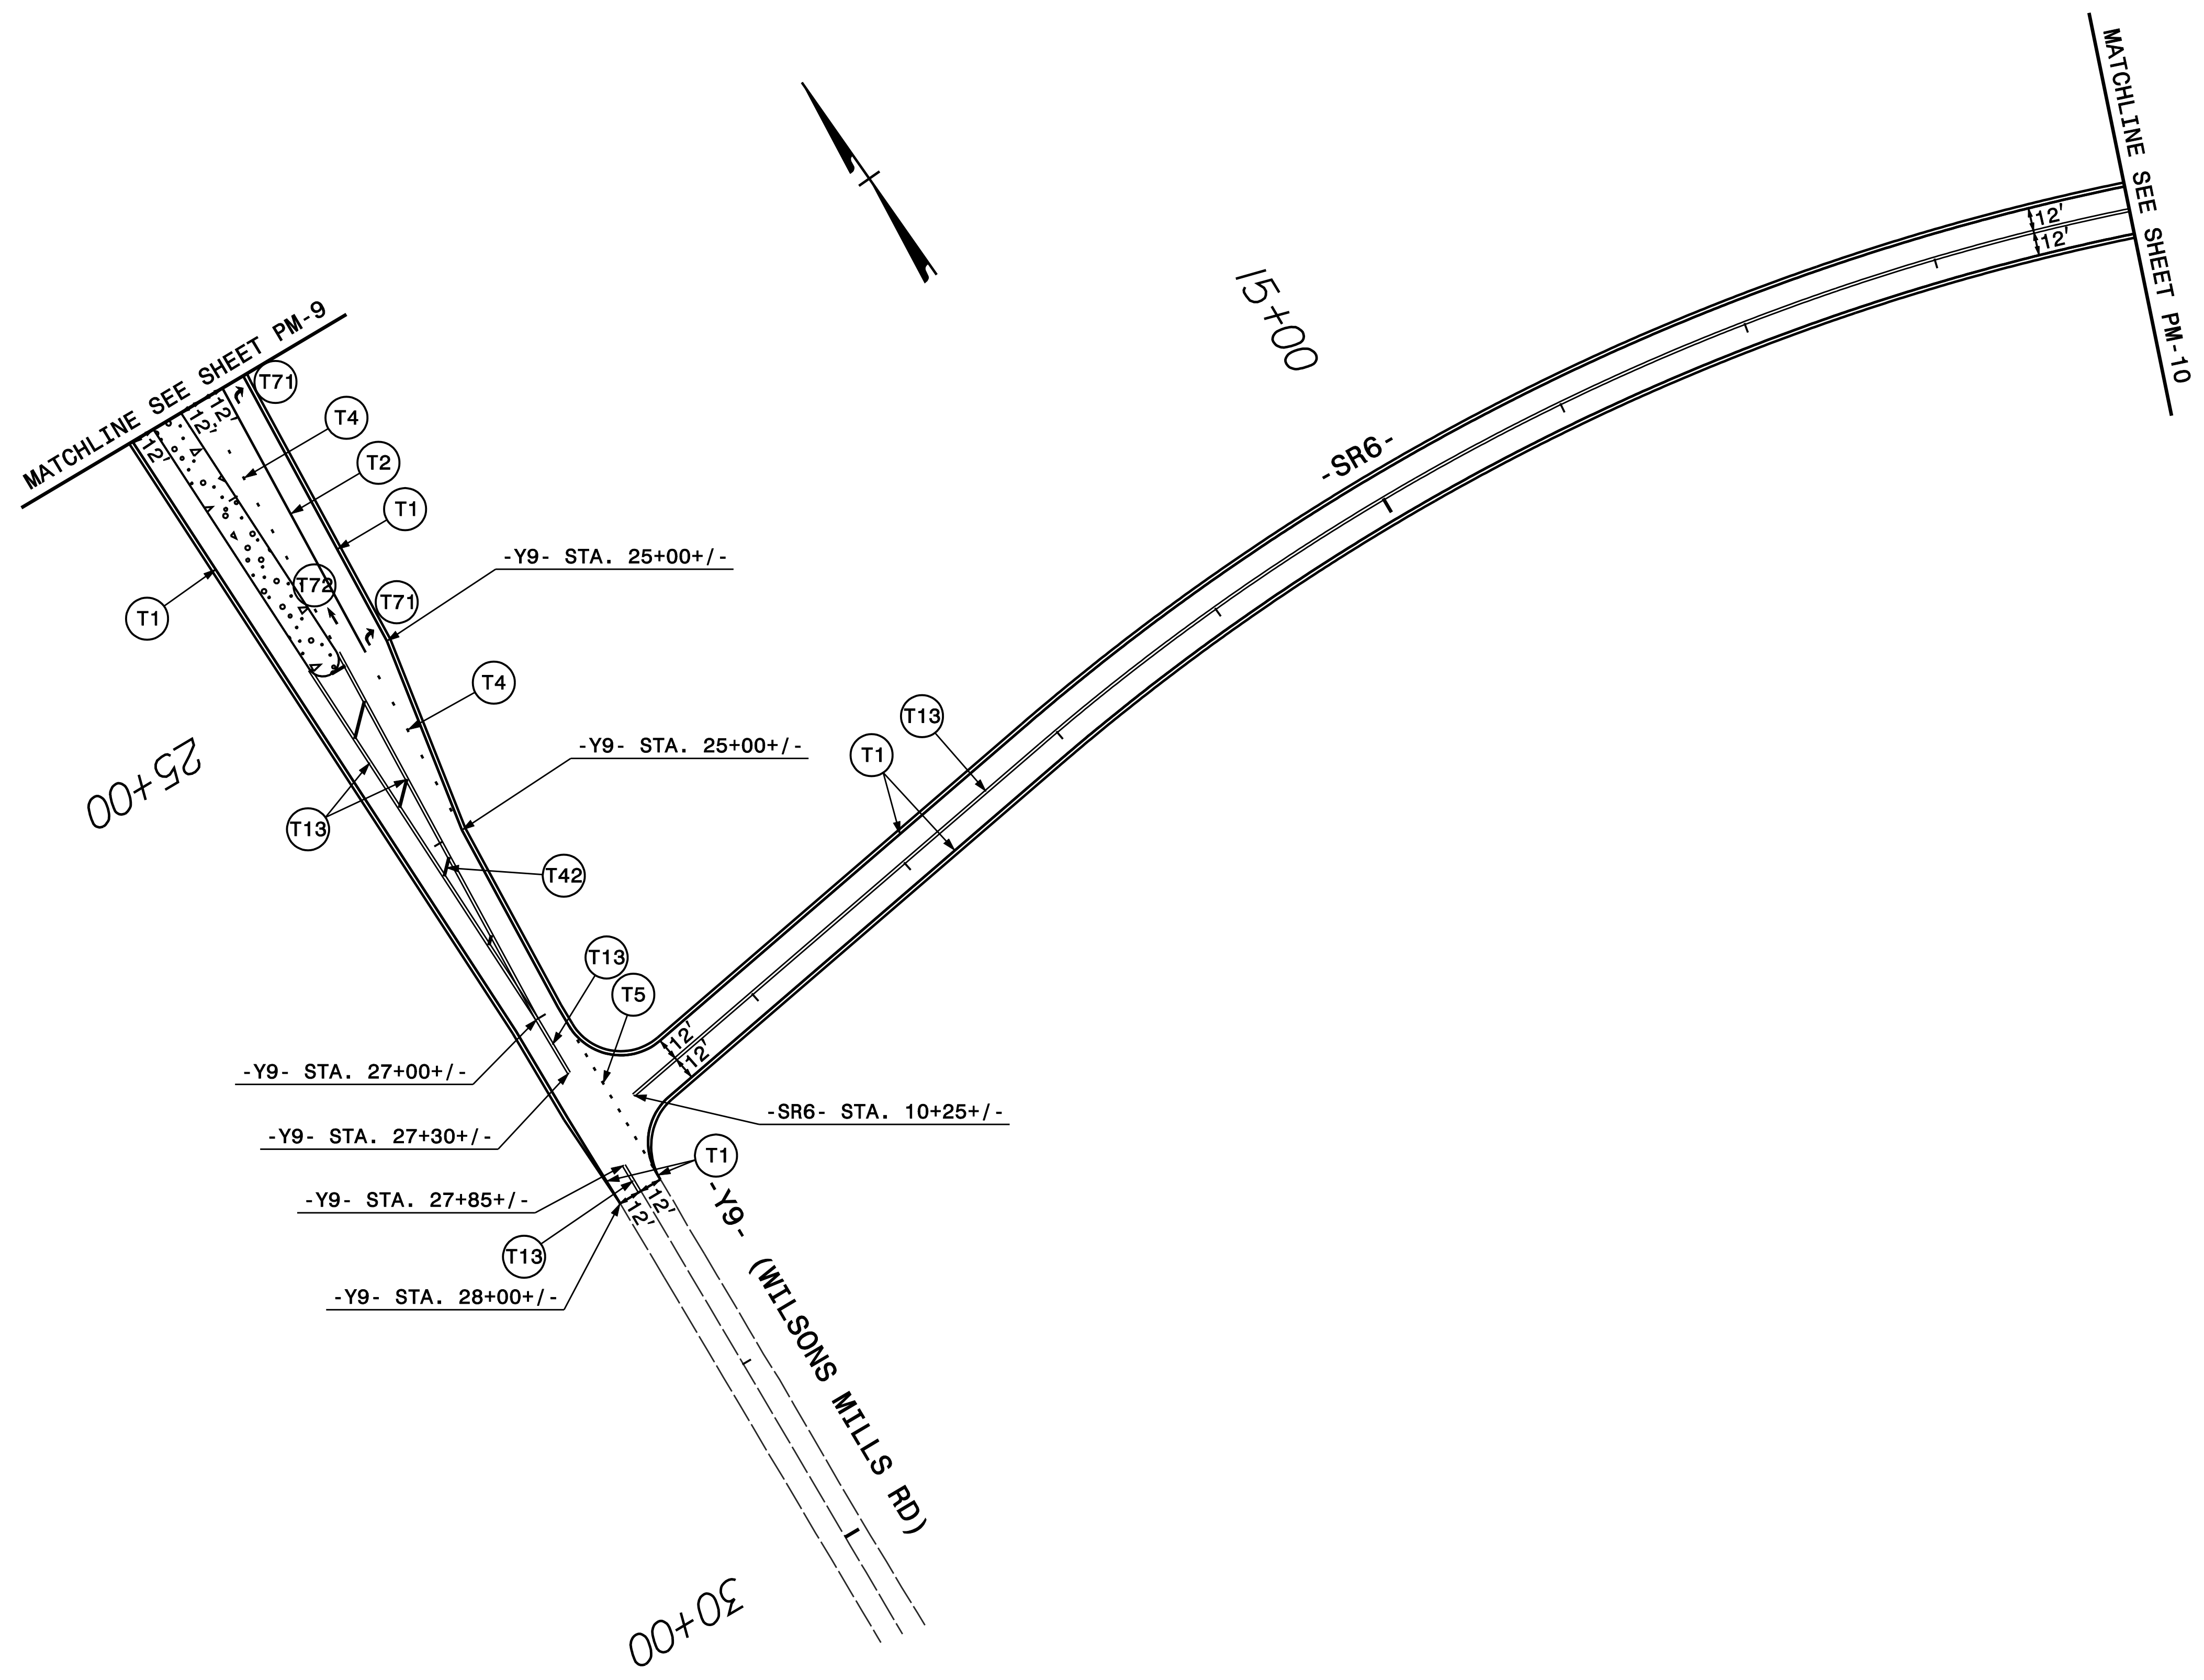 MATCHLINE SEE SHEET PM-10
12'
12'
15+00
-SR6-
MATCHLINE SEE SHEET PM-9
T71
12'
12'
12'
T4
T2
T1
-Y9- STA. 25+00+/-
T72
T71
T1
T4
T13
T1
-Y9- STA. 25+00+/-
25+00
T13
T42
T13
T5
12'
12'
-Y9- STA. 27+00+/-
-SR6- STA. 10+25+/-
-Y9- STA. 27+30+/-
T1
-Y9- STA. 27+85+/-
12'
12'
T13
-Y9- STA. 28+00+/-
-Y9- (WILSONS MILLS RD)
30+00